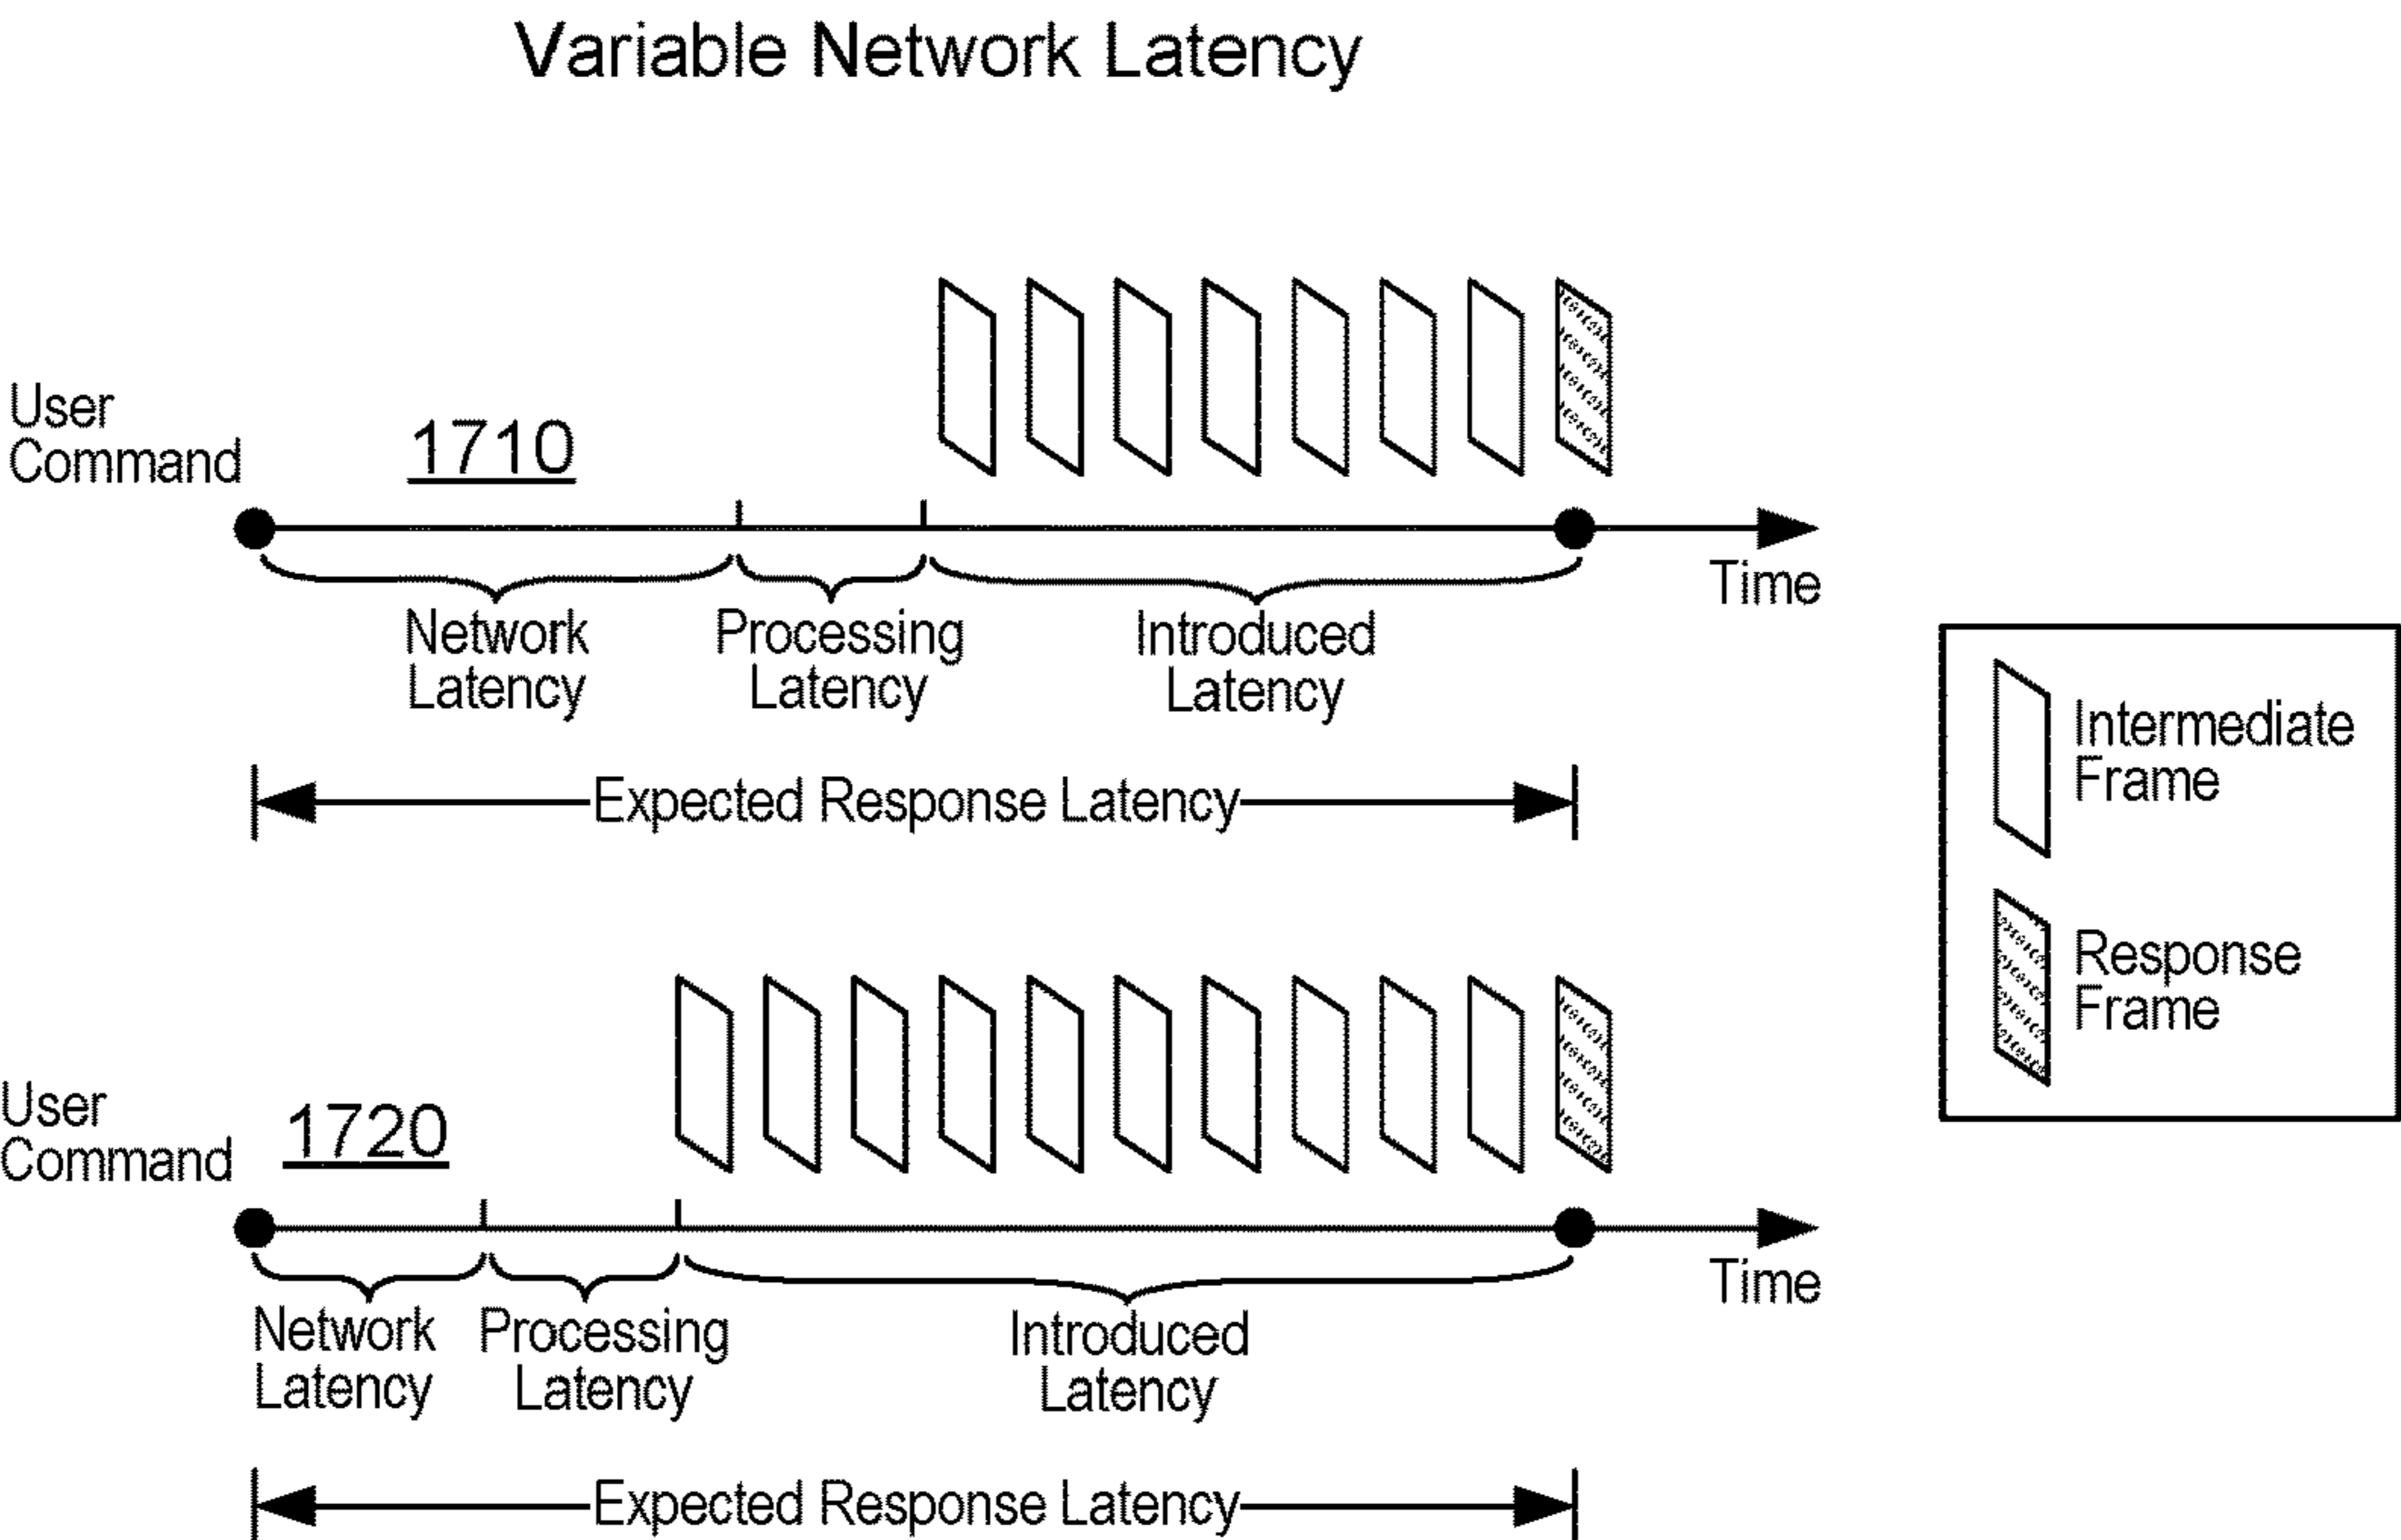 Variable Network Latency
User
Command
1710
Time
Network
Latency
Processing
Latency
Introduced
Latency
Expected Response Latency
Intermediate
Frame
Response
Frame
User
Command
1720
Time
Network
Latency
Processing
Latency
Introduced
Latency
Expected Response Latency